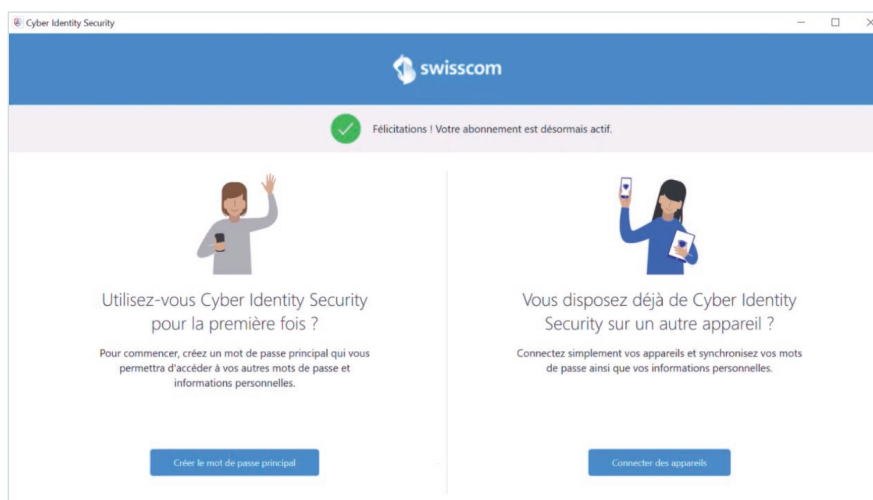 Cyber Identity Security
swisscom
Félicitations ! Votre abonnement est désormais actif.
Utilisez-vous Cyber Identity Security
pour la première fois ?
Pour commencer, créez un mot de passe principal qui vous
permettra d'accéder à vos autres mots de passe et
informations personnelles.
Créer le mot de passe principal
Vous disposez déjà de Cyber Identity
Security sur un autre appareil ?
Connectez simplement vos appareils et synchronisez vos mots
de passe ainsi que vos informations personnelles.
Connecter des appareils